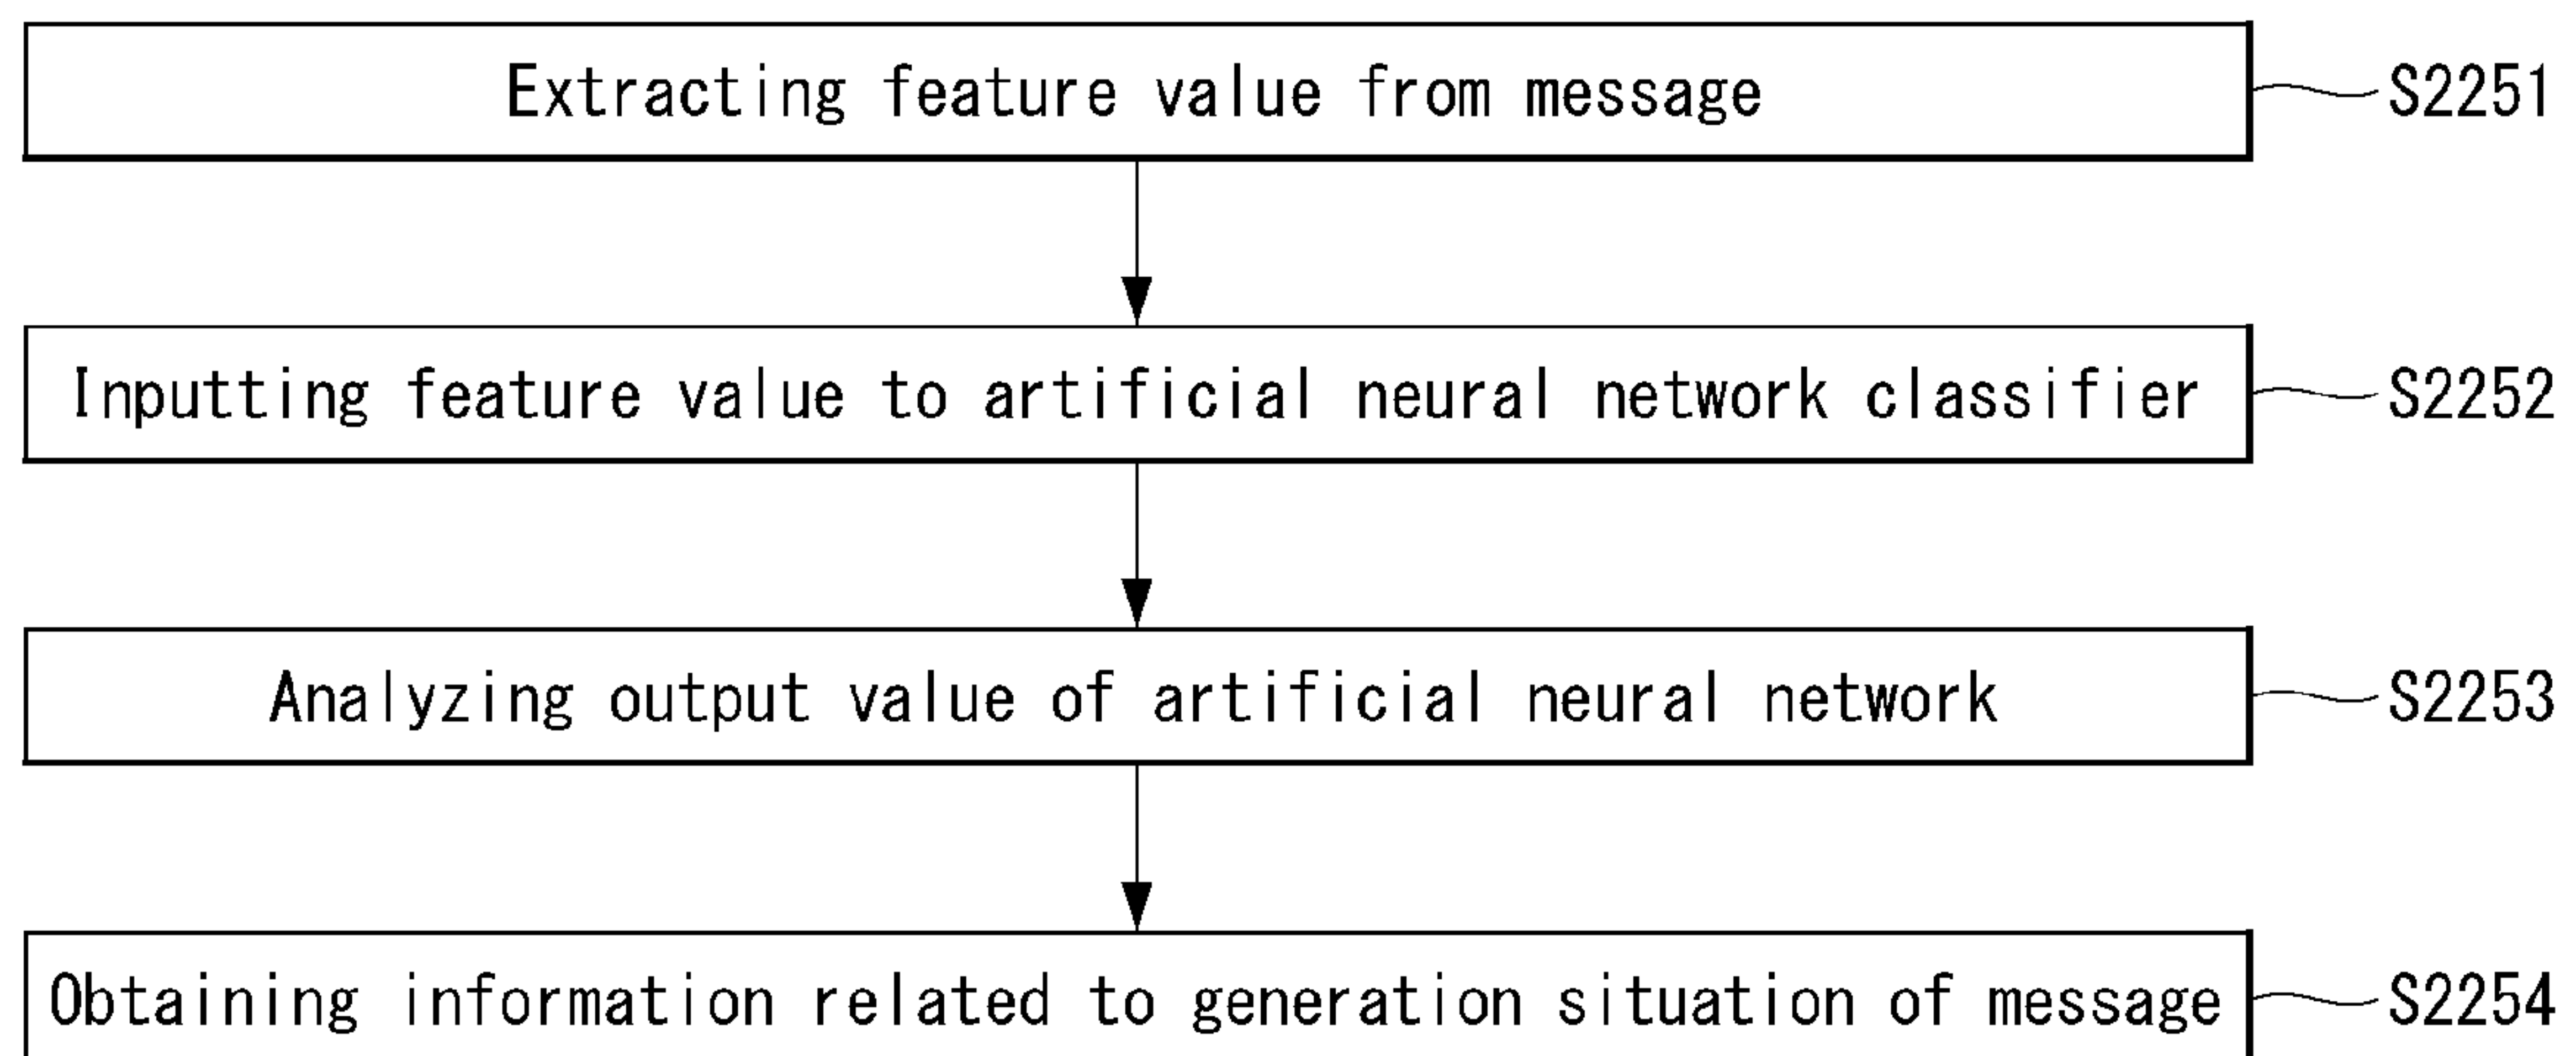 Extracting feature value from message S2251
Inputting feature value to artificial neural network classifier S2252
Analyzing output value of artificial neural network S2253
Obtaining information related to generation situation of message S2254